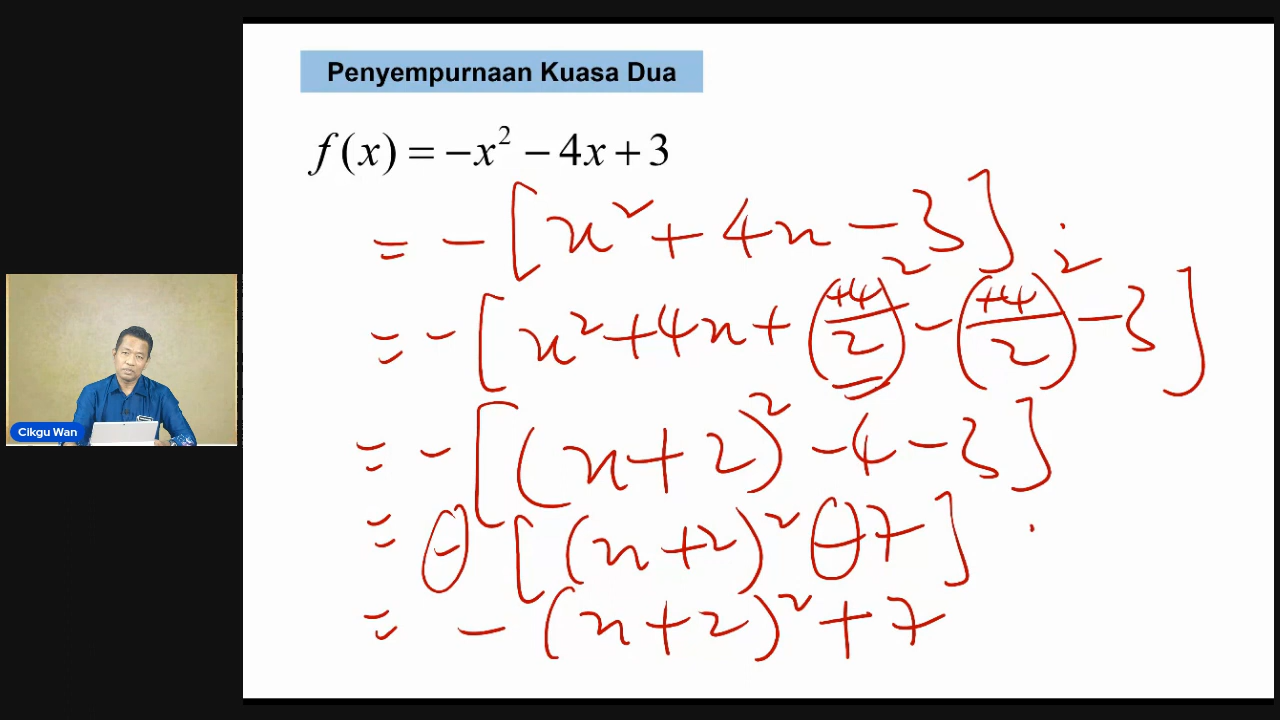 Penyempurnaan Kuasa Dua
f(x) = −x² − 4x + 3
= −[x² + 4x − 3]
= −[x² + 4x + (+4/2)² − (+4/2)² − 3]
= −[(x + 2)² − 4 − 3]
= −[(x + 2)² − 7]
= −(x + 2)² + 7
Cikgu Wan